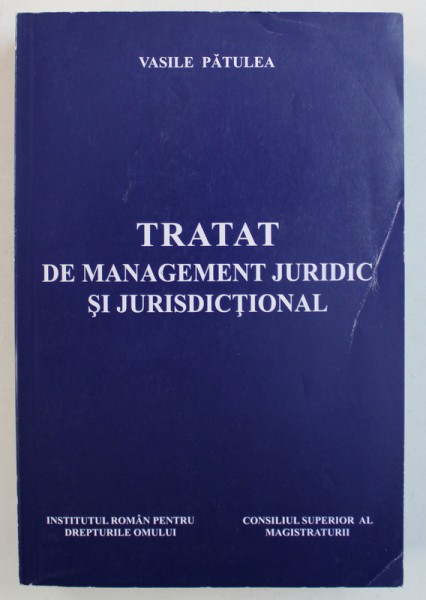 VASILE PĂTULEA
TRATAT
DE MANAGEMENT JURIDIC
ŞI JURISDICŢIONAL
INSTITUTUL ROMÂN PENTRU
DREPTURILE OMULUI
CONSILIUL SUPERIOR AL
MAGISTRATURII